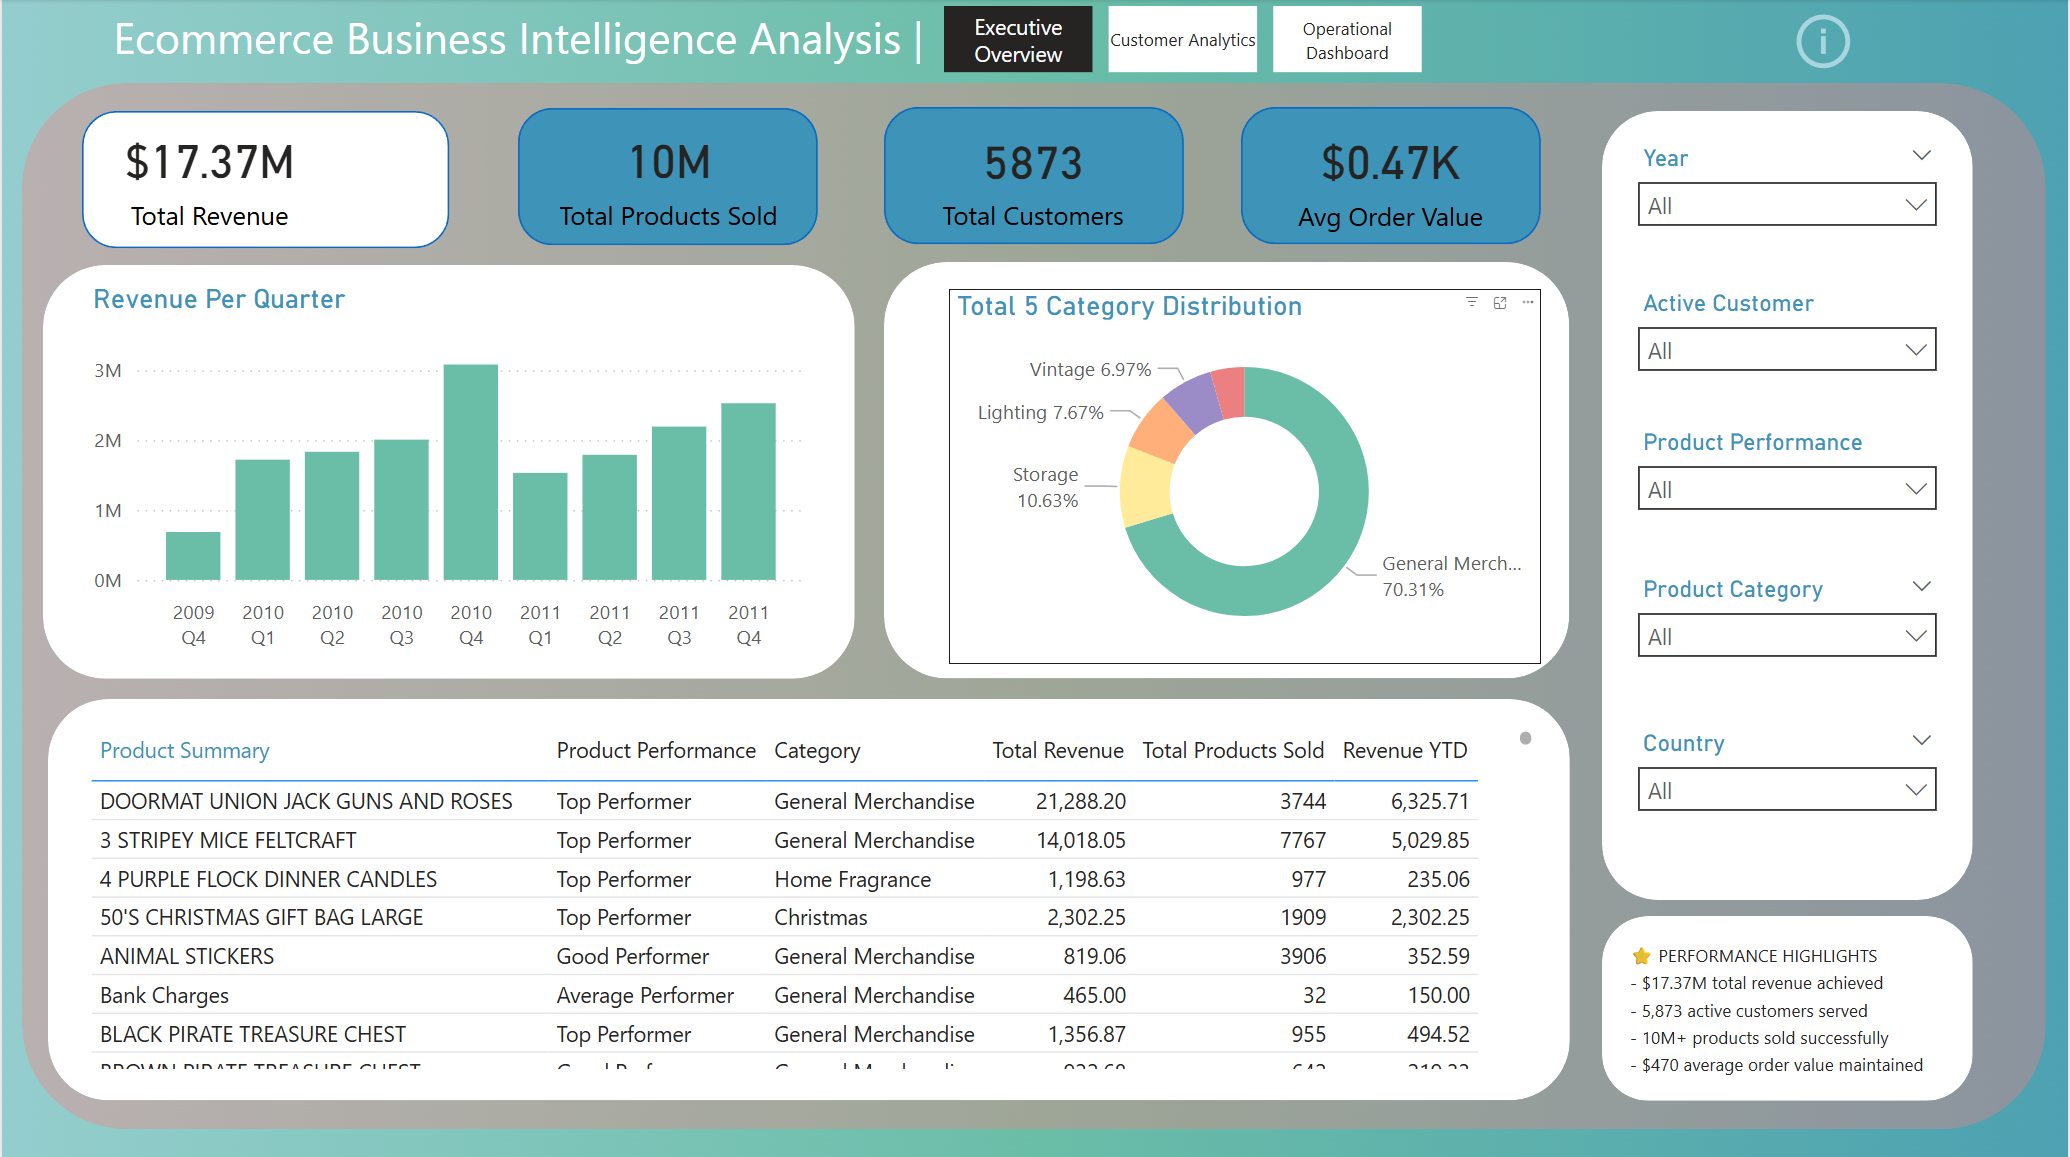 Ecommerce Business Intelligence Analysis |
Executive
Overview
Customer Analytics
Operational
Dashboard
i
$17.37M
Total Revenue
10M
Total Products Sold
5873
Total Customers
$0.47K
Avg Order Value
Revenue Per Quarter
3M
2M
1M
0M
2009 Q4
2010 Q1
2010 Q2
2010 Q3
2010 Q4
2011 Q1
2011 Q2
2011 Q3
2011 Q4
Total 5 Category Distribution
Vintage 6.97%
Lighting 7.67%
Storage
10.63%
General Merch...
70.31%
Product Summary Product Performance Category Total Revenue Total Products Sold Revenue YTD
DOORMAT UNION JACK GUNS AND ROSES Top Performer General Merchandise 21,288.20 3744 6,325.71
3 STRIPEY MICE FELTCRAFT Top Performer General Merchandise 14,018.05 7767 5,029.85
4 PURPLE FLOCK DINNER CANDLES Top Performer Home Fragrance 1,198.63 977 235.06
50'S CHRISTMAS GIFT BAG LARGE Top Performer Christmas 2,302.25 1909 2,302.25
ANIMAL STICKERS Good Performer General Merchandise 819.06 3906 352.59
Bank Charges Average Performer General Merchandise 465.00 32 150.00
BLACK PIRATE TREASURE CHEST Top Performer General Merchandise 1,356.87 955 494.52
Year
All
Active Customer
All
Product Performance
All
Product Category
All
Country
All
⭐ PERFORMANCE HIGHLIGHTS
- $17.37M total revenue achieved
- 5,873 active customers served
- 10M+ products sold successfully
- $470 average order value maintained